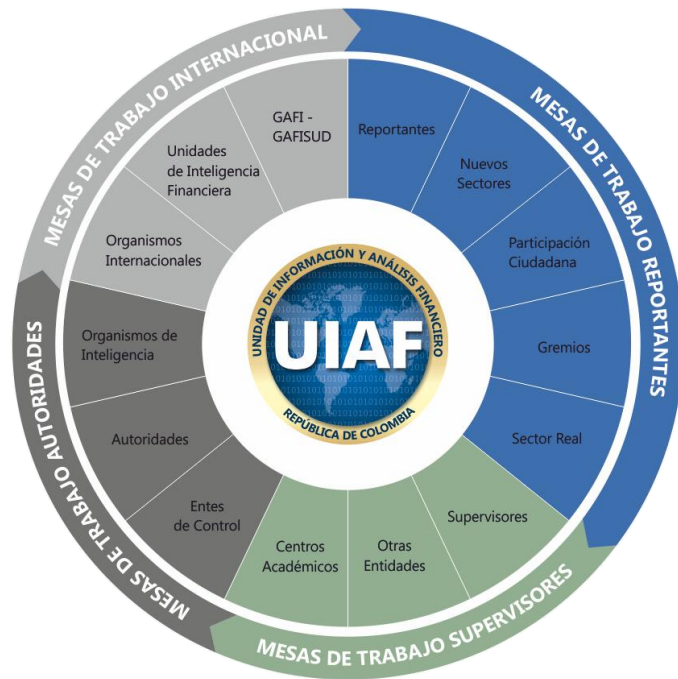 MESAS DE TRABAJO INTERNACIONAL
GAFI -
GAFISUD
Unidades
de Inteligencia
Financiera
Organismos
Internacionales
MESAS DE TRABAJO REPORTANTES
Reportantes
Nuevos
Sectores
Participación
Ciudadana
Gremios
Sector Real
MESAS DE TRABAJO SUPERVISORES
Supervisores
Otras
Entidades
Centros
Académicos
MESAS DE TRABAJO AUTORIDADES
Entes
de Control
Autoridades
Organismos de
Inteligencia
UNIDAD DE INFORMACIÓN Y ANÁLISIS FINANCIERO
UIAF
REPÚBLICA DE COLOMBIA